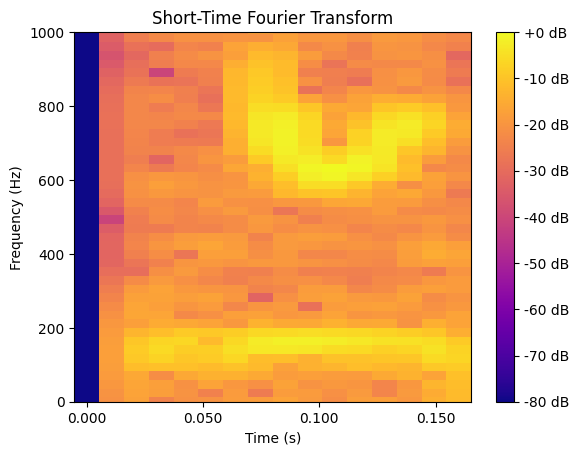 Short-Time Fourier Transform
Frequency (Hz)
1000
800
600
400
200
0
0.000
0.050
0.100
0.150
Time (s)
+0 dB
-10 dB
-20 dB
-30 dB
-40 dB
-50 dB
-60 dB
-70 dB
-80 dB